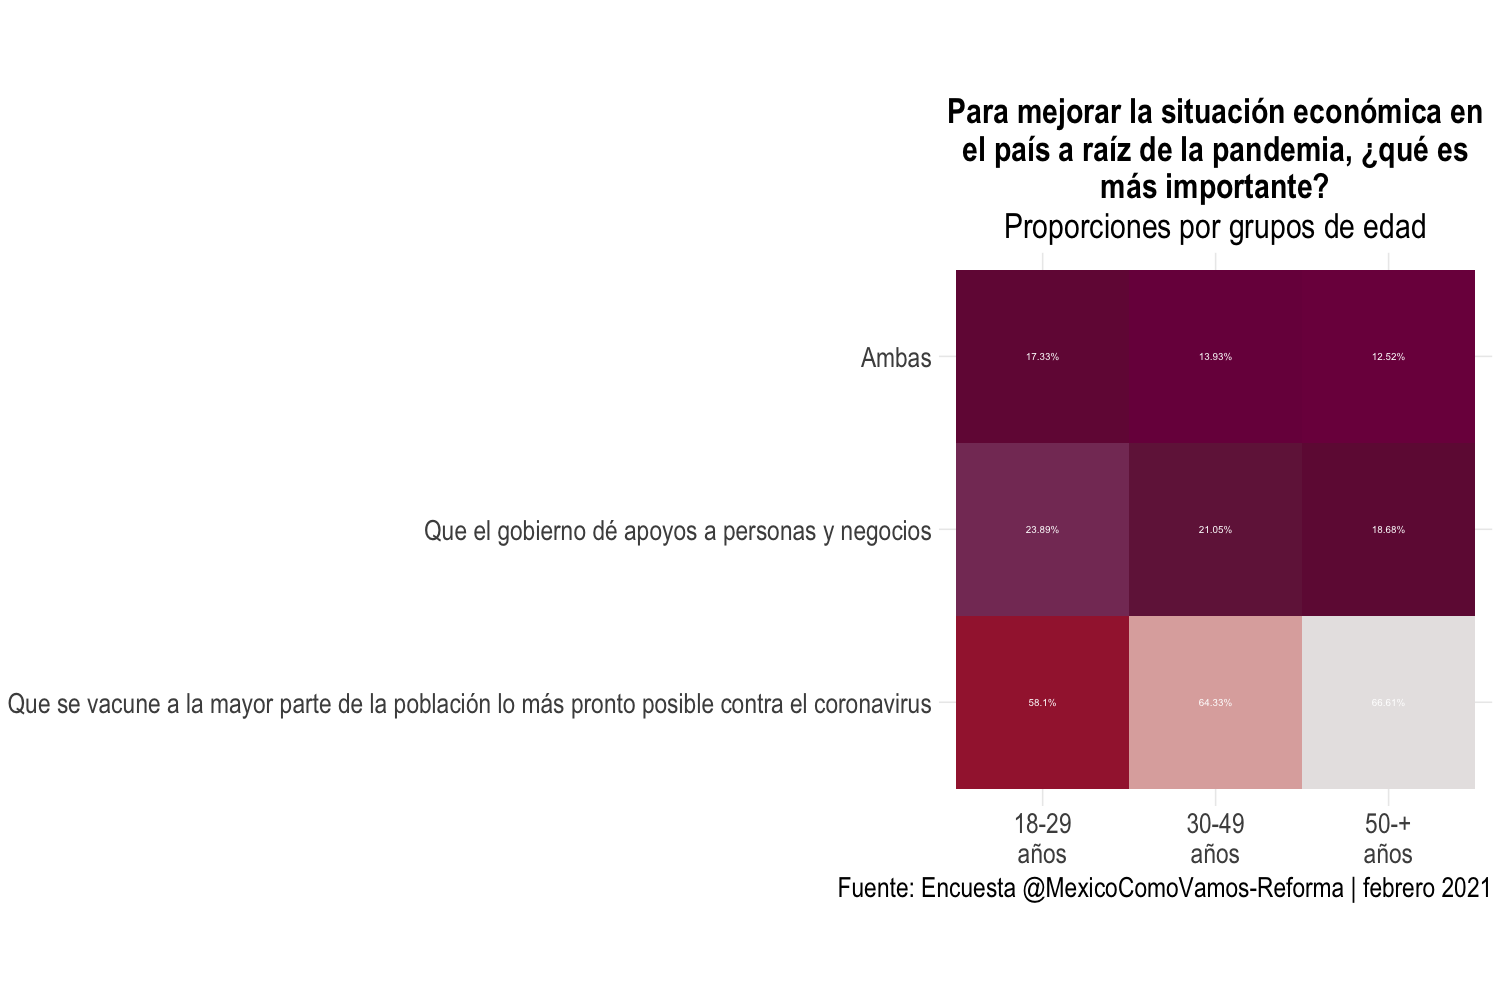 Para mejorar la situación económica en
el país a raíz de la pandemia, ¿qué es
más importante?
Proporciones por grupos de edad
Ambas
17.33%
13.93%
12.52%
Que el gobierno dé apoyos a personas y negocios
23.89%
21.05%
18.68%
Que se vacune a la mayor parte de la población lo más pronto posible contra el coronavirus
58.1%
64.33%
66.61%
18-29
años
30-49
años
50-+
años
Fuente: Encuesta @MexicoComoVamos-Reforma | febrero 2021